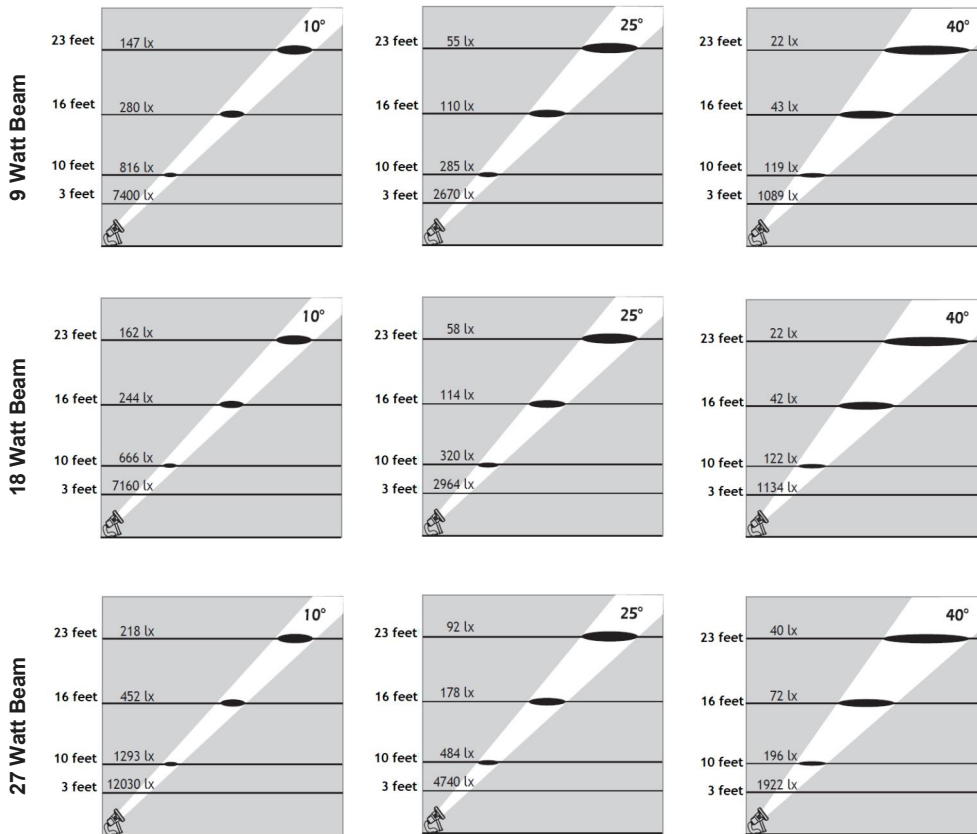 9 Watt Beam
10°
23 feet 147 lx
16 feet 280 lx
10 feet 816 lx
3 feet 7400 lx
25°
23 feet 55 lx
16 feet 110 lx
10 feet 285 lx
3 feet 2670 lx
40°
23 feet 22 lx
16 feet 43 lx
10 feet 119 lx
3 feet 1089 lx
18 Watt Beam
10°
23 feet 162 lx
16 feet 244 lx
10 feet 666 lx
3 feet 7160 lx
25°
23 feet 58 lx
16 feet 114 lx
10 feet 320 lx
3 feet 2964 lx
40°
23 feet 22 lx
16 feet 42 lx
10 feet 122 lx
3 feet 1134 lx
27 Watt Beam
10°
23 feet 218 lx
16 feet 452 lx
10 feet 1293 lx
3 feet 12030 lx
25°
23 feet 92 lx
16 feet 178 lx
10 feet 484 lx
3 feet 4740 lx
40°
23 feet 40 lx
16 feet 72 lx
10 feet 196 lx
3 feet 1922 lx